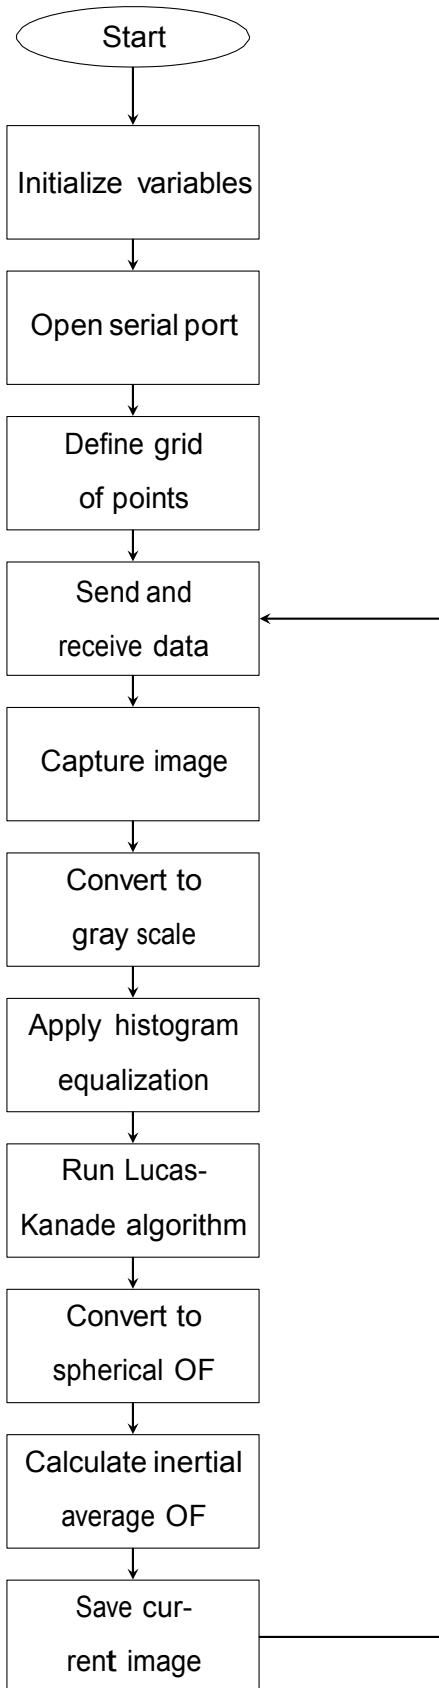 Start
Initialize variables
Open serial port
Define grid
of points
Send and
receive data
Capture image
Convert to
gray scale
Apply histogram
equalization
Run Lucas-
Kanade algorithm
Convert to
spherical OF
Calculate inertial
average OF
Save cur-
rent image